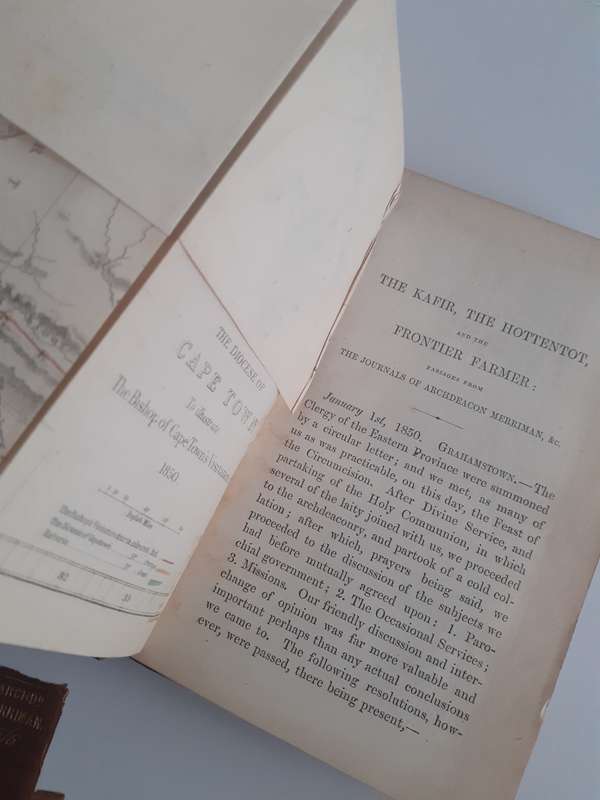 THE DIOCESE OF
CAPE TOWN
To illustrate
The Bishop of Cape Town's
1850.
English Miles
82
THE KAFIR, THE HOTTENTOT,
AND THE
FRONTIER FARMER:
PASSAGES FROM
THE JOURNALS OF ARCHDEACON MERRIMAN, &c.
January 1st, 1850. GRAHAMSTOWN.—The
Clergy of the Eastern Province were summoned
by a circular letter; and we met, as many of
us as was practicable, on this day, the Feast of
the Circumcision. After Divine Service, and
partaking of the Holy Communion, in which
several of the laity joined with us, we proceeded
to the archdeaconry, and partook of a cold col-
lation; after which, prayers being said, we
proceeded to the discussion of the subjects we
had before mutually agreed upon: 1. Paro-
chial government; 2. The Occasional Services;
3. Missions. Our friendly discussion and inter-
change of opinion was far more valuable and
important perhaps than any actual conclusions
we came to. The following resolutions, how-
ever, were passed, there being present,—